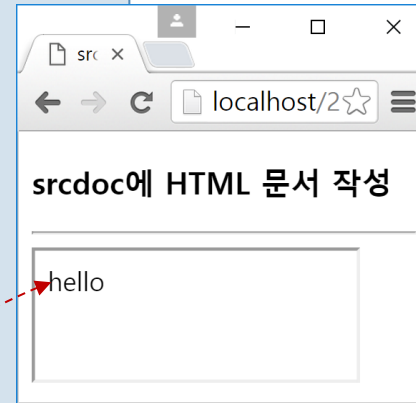 src
localhost/2
srcdoc에 HTML 문서 작성
hello